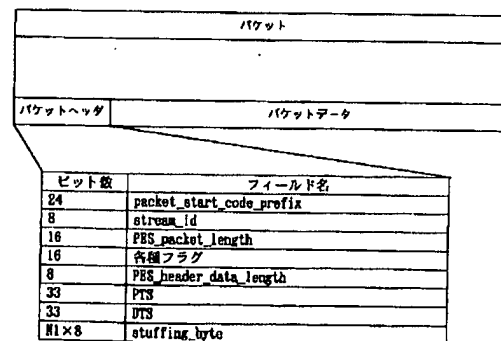 パケット
パケットヘッダ パケットデータ
ビット数 フィールド名
24 packet_start_code_prefix
8 stream_id
16 PES_packet_length
16 各種フラグ
8 PES_header_data_length
33 PTS
33 DTS
N1×8 stuffing_byte